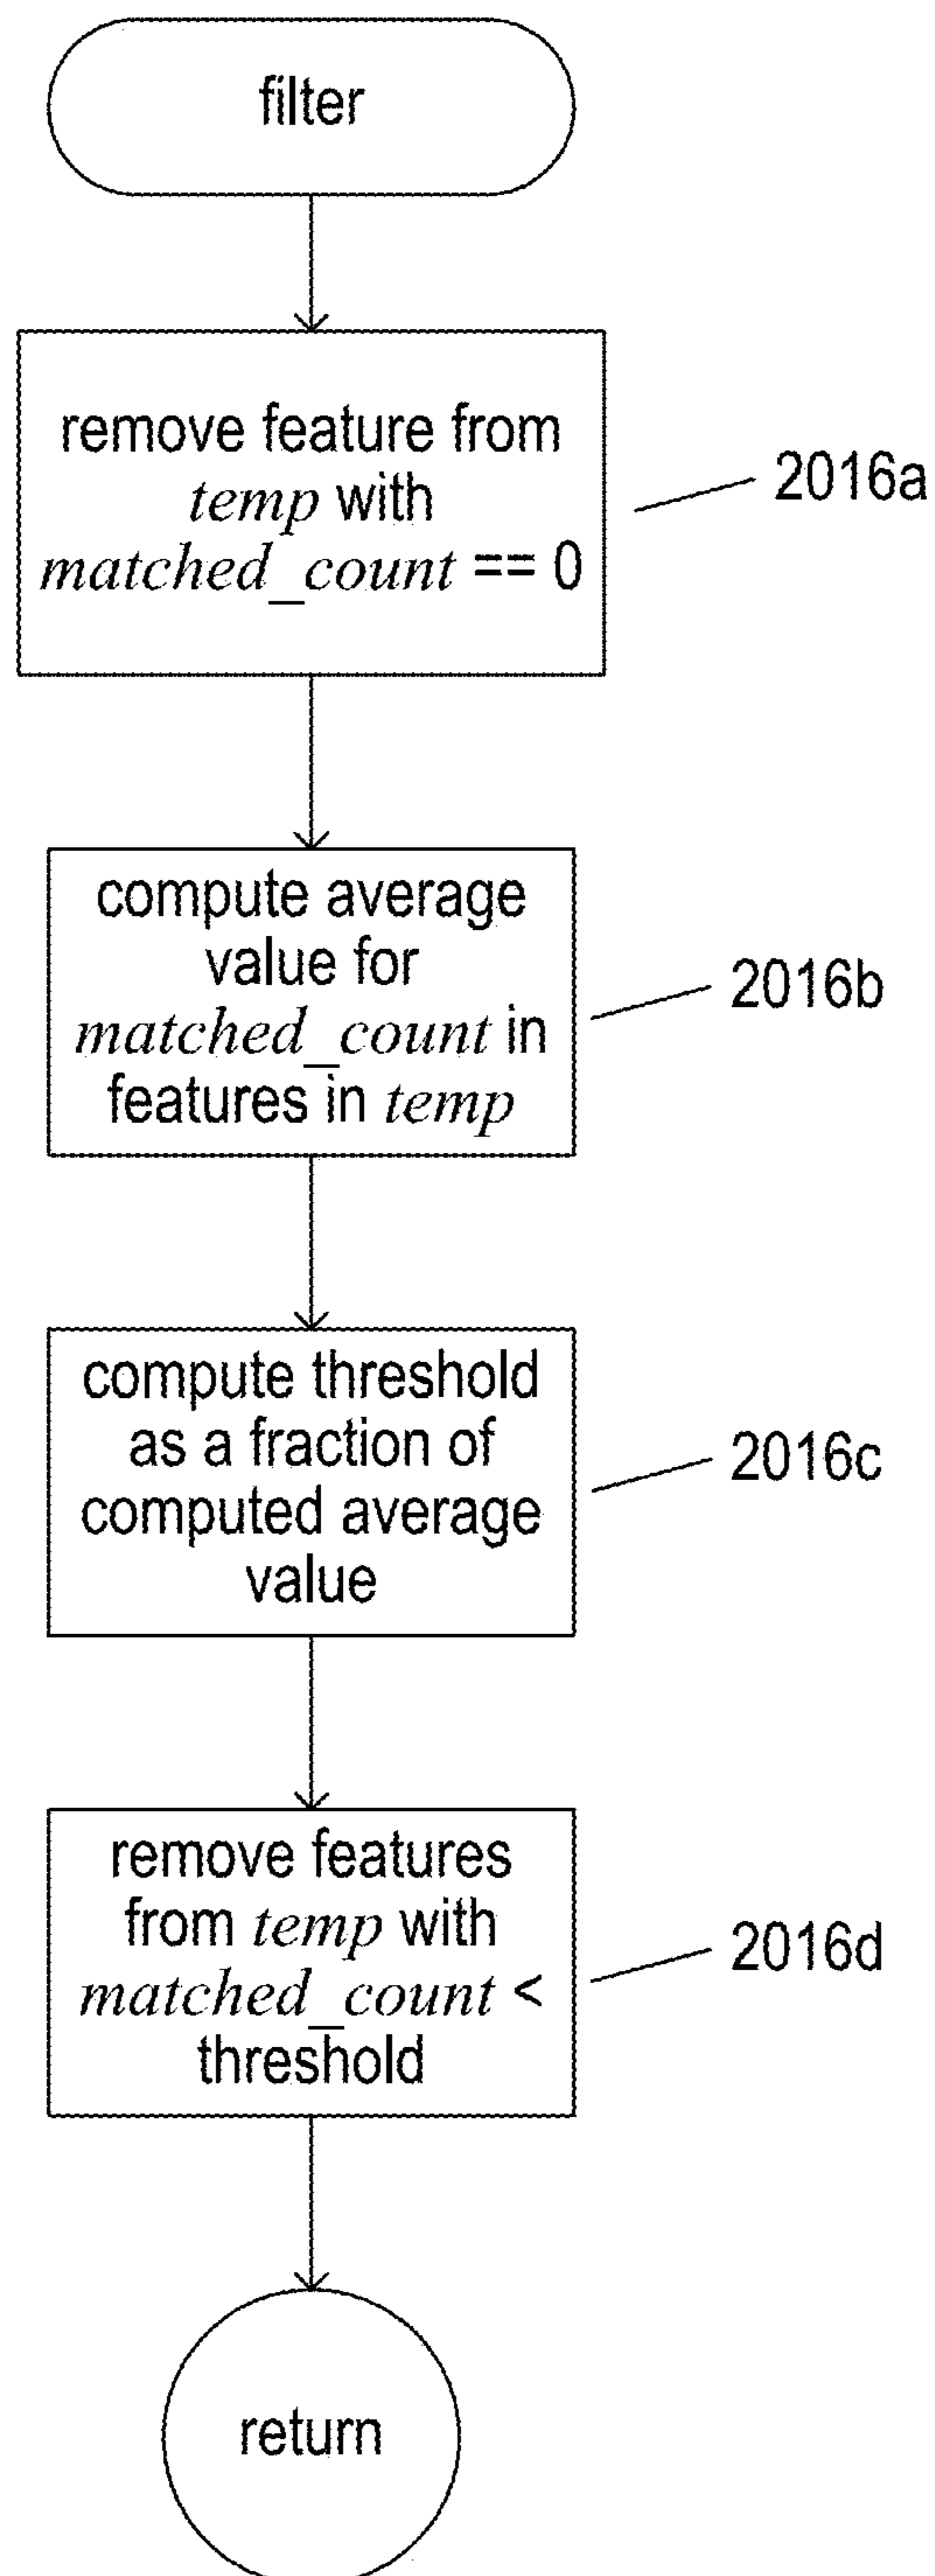 filter
remove feature from
temp with
matched_count == 0
2016a
compute average
value for
matched_count in
features in temp
2016b
compute threshold
as a fraction of
computed average
value
2016c
remove features
from temp with
matched_count <
threshold
2016d
return